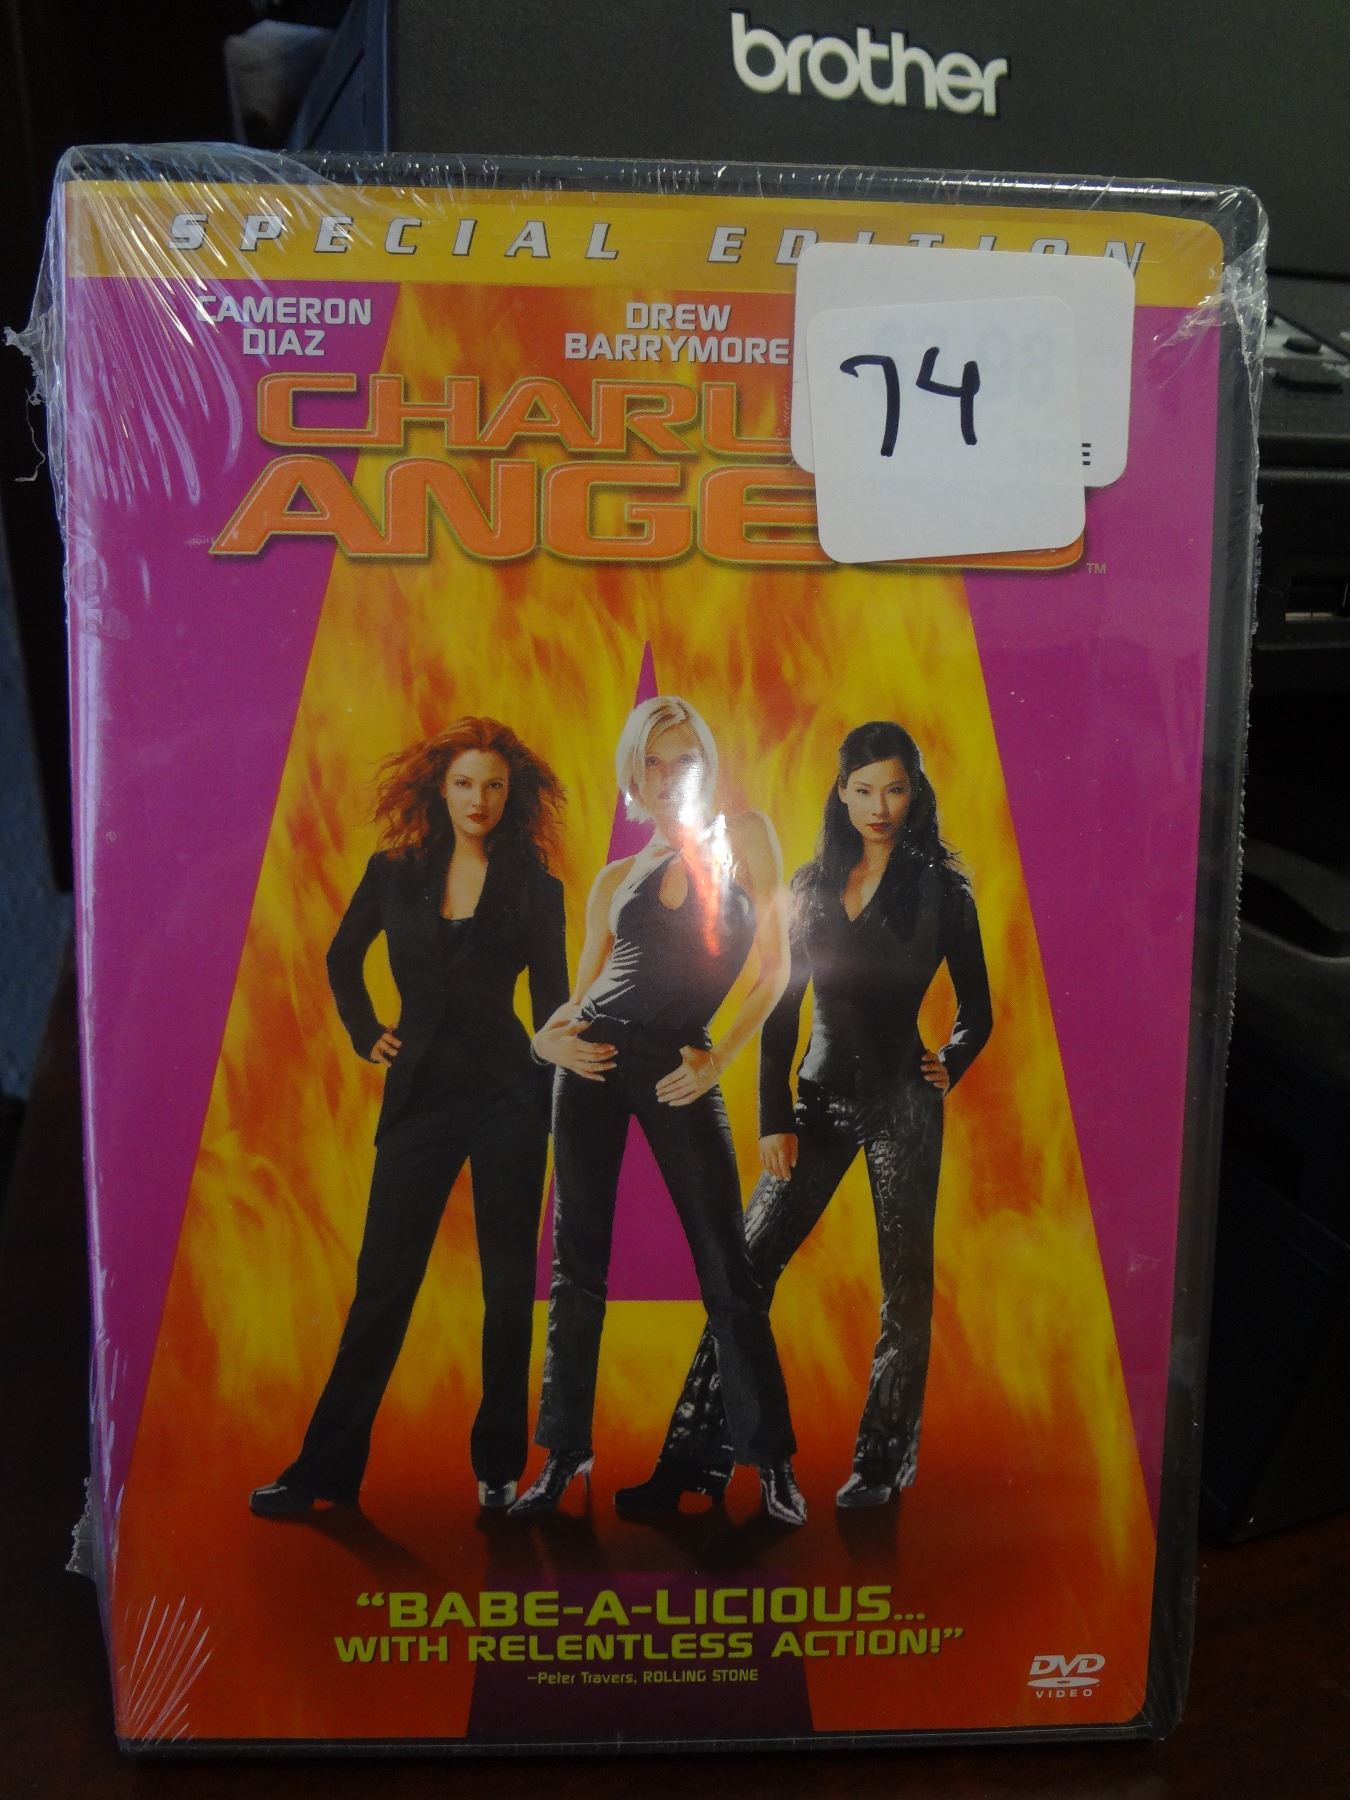 brother
SPECIAL EDITION
CAMERON
DIAZ
DREW
BARRYMORE
74
E
CHARL
ANGE
TM
"BABE-A-LICIOUS...
WITH RELENTLESS ACTION!"
—Peter Travers, ROLLING STONE
DVD
VIDEO